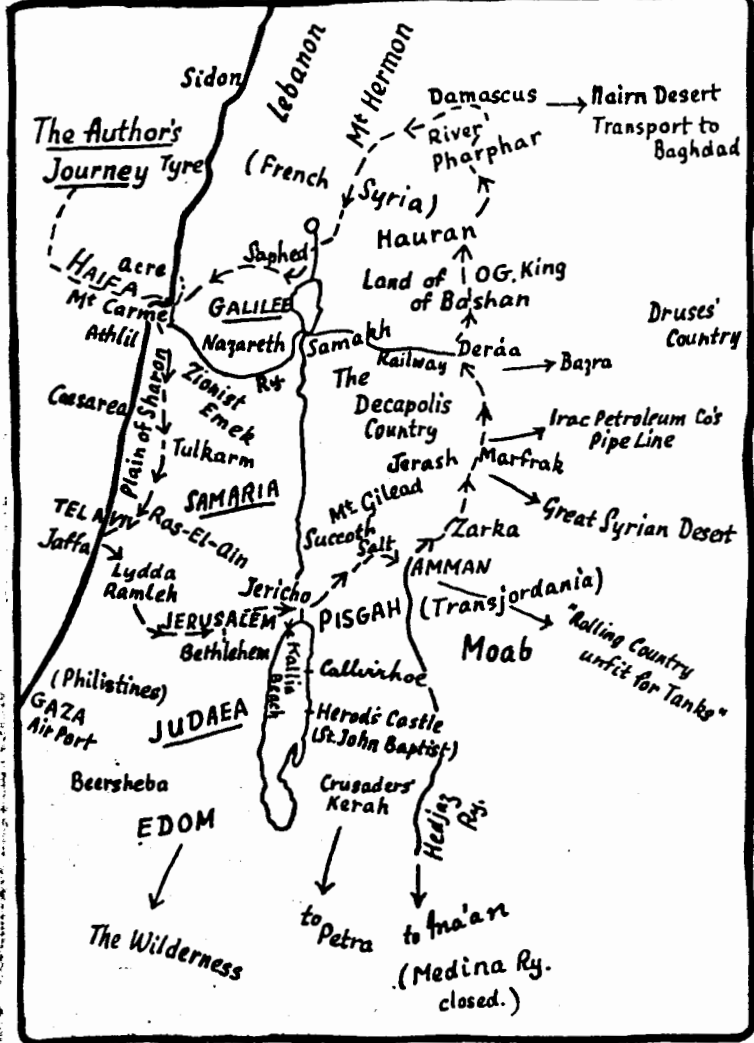 Sidon
Lebanon
Mt Hermon
Damascus
Nairn Desert
Transport to
Baghdad
The Author's
Journey
Tyre
(French
Syria)
River
Pharphar
Hauran
Saphed
acre
HAIFA
Mt Carmel
Athlil
GALILEE
Land of OG, King
of Bashan
Druses'
Country
Nazareth
Samakh
Railway
Deráa
Bazra
Ry
The
Decapolis
Country
Caesarea
Plain of Sharon
Zionist
Emek
Tulkarm
Irac Petroleum Co's
Pipe Line
Jerash
Marfrak
SAMARIA
Mt Gilead
Great Syrian Desert
TEL AVIV
Jaffa
Ras-El-Ain
Succoth
Salt
Zarka
Lydda
Ramleh
Jericho
AMMAN
(Transjordania)
JERUSALEM
PISGAH
Bethlehem
Moab
"Rolling Country
unfit for Tanks"
Kallia
Beach
Callvirhoe
(Philistines)
GAZA
Air Port
JUDAEA
Herod's Castle
(St. John Baptist)
Beersheba
Crusaders'
Kerah
EDOM
Hedjaz
Ry.
The Wilderness
to
Petra
to Ma'an
(Medina Ry.
closed.)